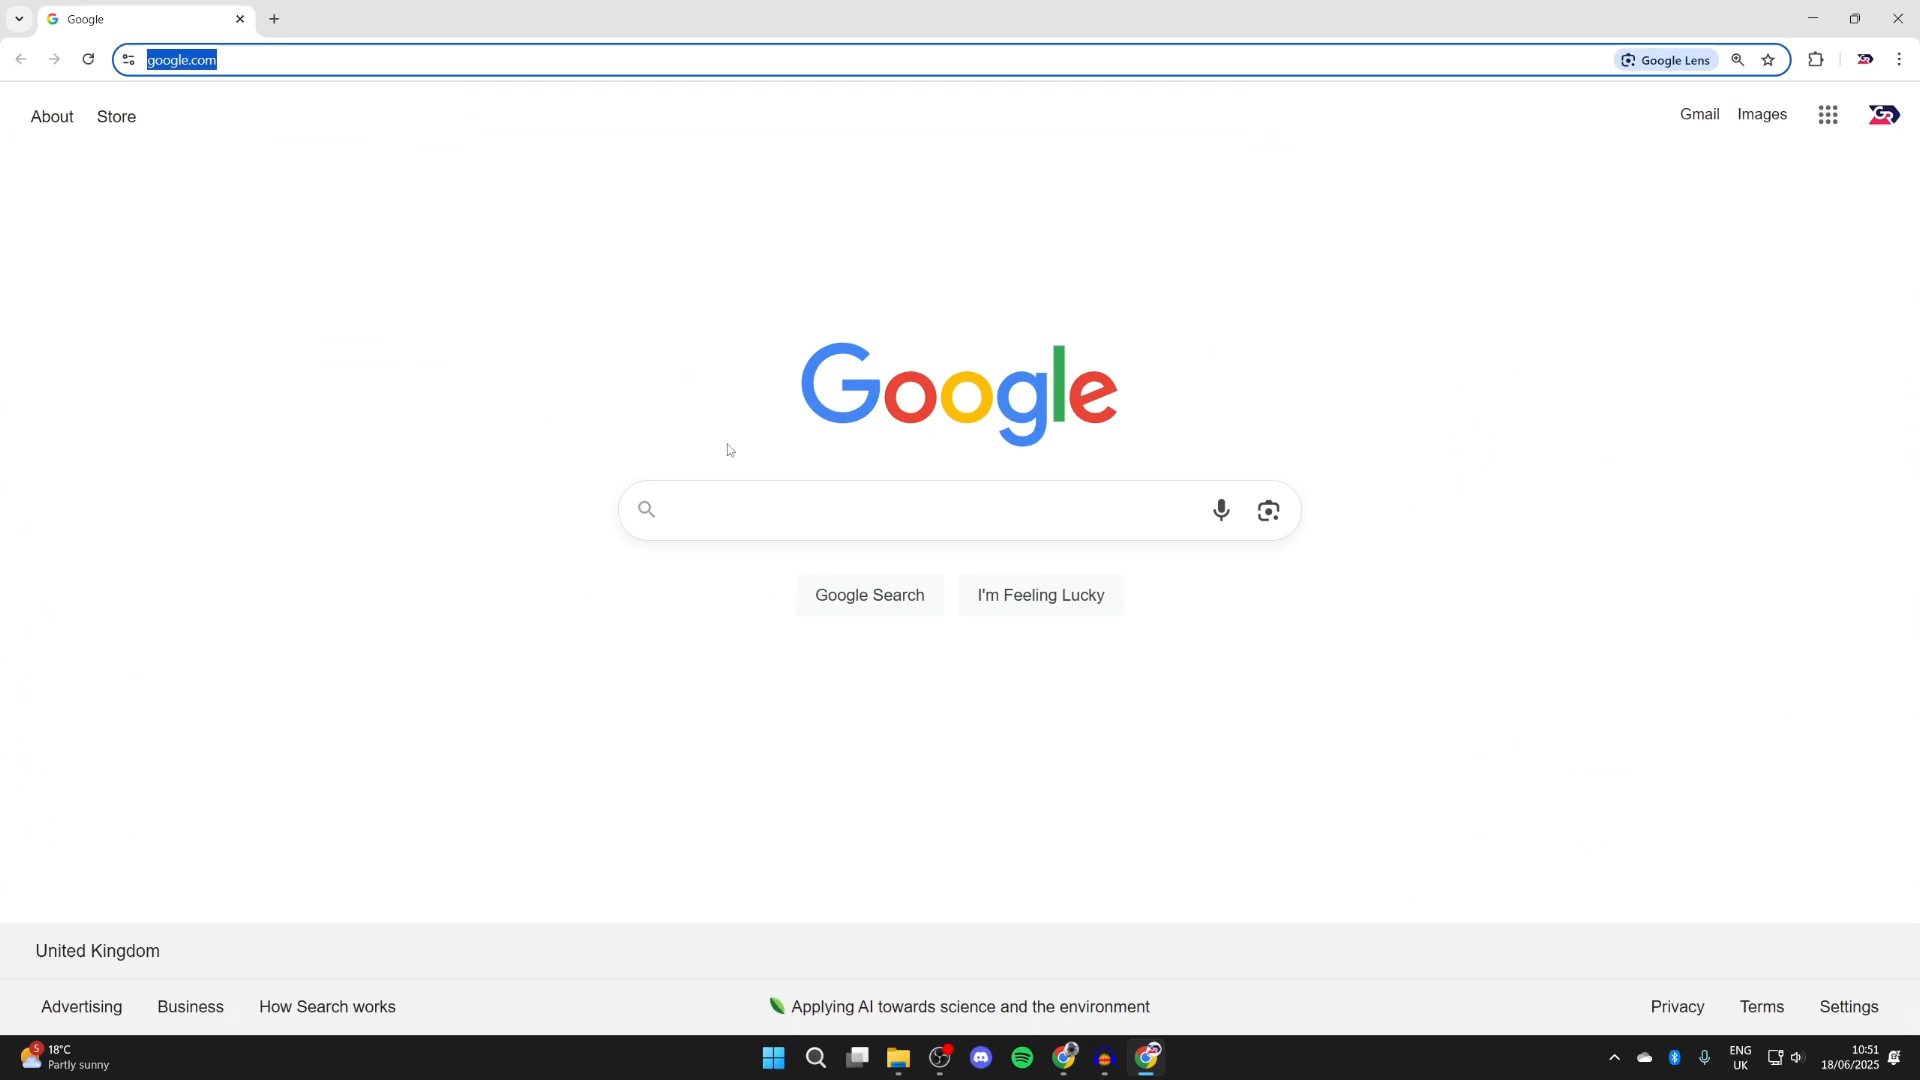 Google
google.com
Google Lens
About Store
Gmail Images
Google
Google Search I'm Feeling Lucky
United Kingdom
Advertising Business How Search works
Applying AI towards science and the environment
Privacy Terms Settings
5
18°C
Partly sunny
ENG
UK
10:51
18/06/2025